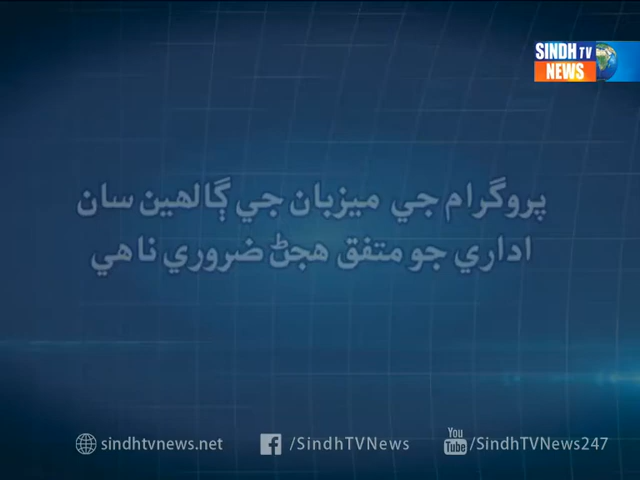 SINDH TV
NEWS
پروگرام جي ميزبان جي ڳالهين سان
اداري جو متفق هجڻ ضروري ناهي
sindhtvnews.net
/SindhTVNews
You
Tube
/SindhTVNews247